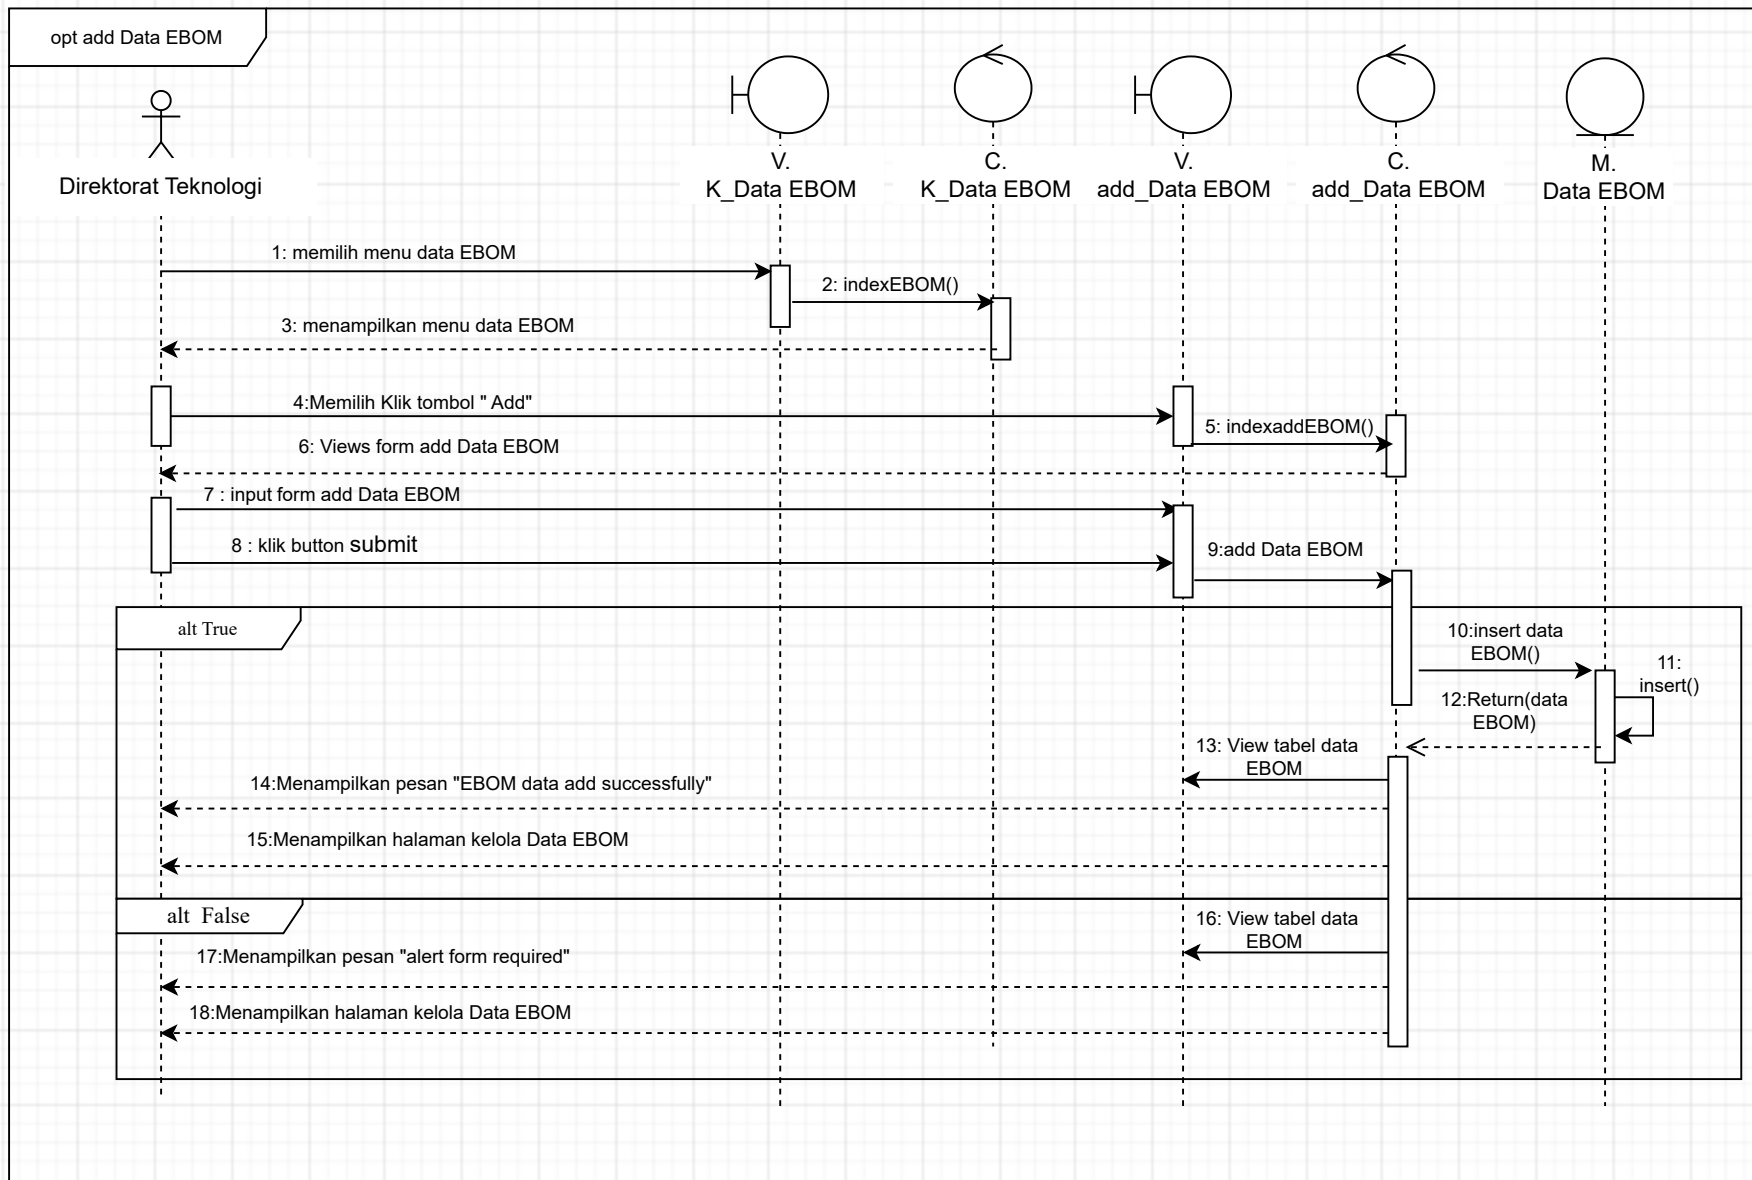 opt add Data EBOM
Direktorat Teknologi
V.
K_Data EBOM
C.
K_Data EBOM
V.
add_Data EBOM
C.
add_Data EBOM
M.
Data EBOM
1: memilih menu data EBOM
2: indexEBOM()
3: menampilkan menu data EBOM
4:Memilih Klik tombol " Add"
5: indexaddEBOM()
6: Views form add Data EBOM
7 : input form add Data EBOM
8 : klik button submit
9:add Data EBOM
alt True
10:insert data
EBOM()
11:
insert()
12:Return(data
EBOM)
13: View tabel data
EBOM
14:Menampilkan pesan "EBOM data add successfully"
15:Menampilkan halaman kelola Data EBOM
alt  False
16: View tabel data
EBOM
17:Menampilkan pesan "alert form required"
18:Menampilkan halaman kelola Data EBOM